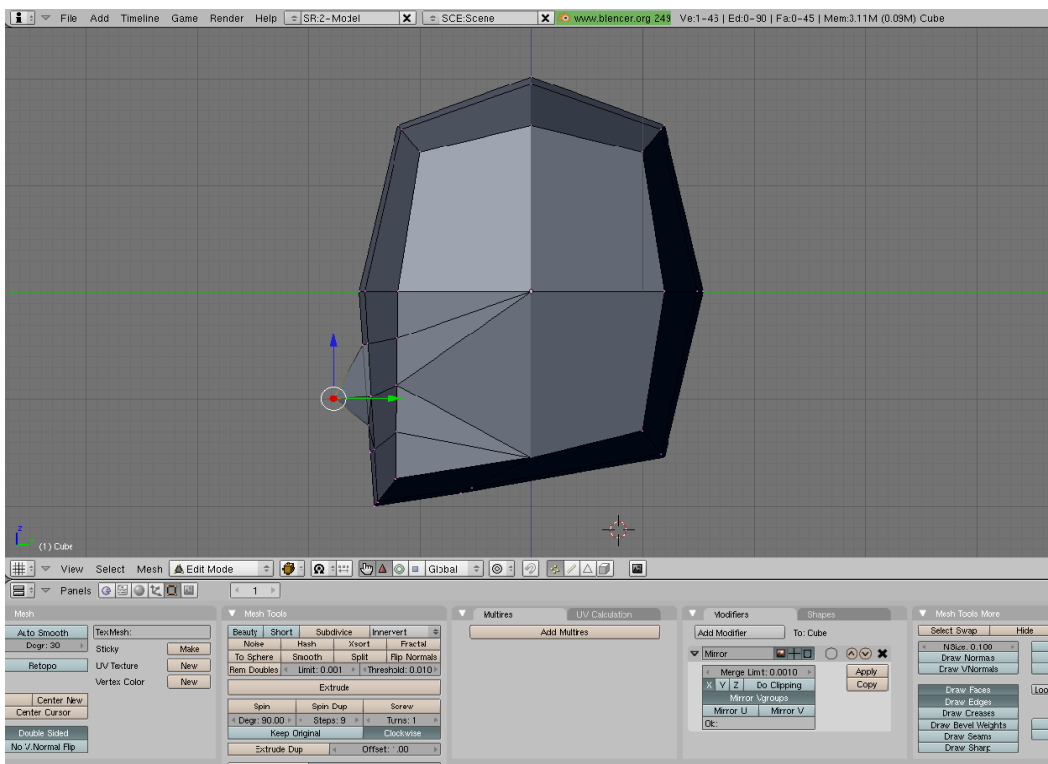 File Add Timeline Game Render Help SR:2-Model X SCE:Scene X www.blencer.org 249 Ve:1-43 | Ed:0-90 | Fa:0-45 | Mem:3.11M (0.09M) Cube
z
(1) Cube
View Select Mesh Edit Mode Global
Panels 1
Mesh
Auto Smooth
Degr: 30
Retopo
Center New
Center Cursor
Double Sided
No V.Normal Flip
TexMesh:
Sticky Make
UV Texture New
Vertex Color New
Mesh Tools
Beauty Short Subdivice Innervert
Noise Hash Xsort Fractal
To Sphere Smooth Split Flip Normals
Rem Doubles Limit: 0.001 Threshold: 0.010
Extrude
Spin Spin Dup Screw
Degr: 90.00 Steps: 9 Turns: 1
Keep Original Clockwise
Extrude Dup Offset: 1.00
Multires UV Calculation
Add Multires
Modifiers Shapes
Add Modifier To: Cube
Mirror
Merge Limit: 0.0010
X Y Z Do Clipping
Mirror Vgroups
Mirror U Mirror V
Ob:
Apply
Copy
Mesh Tools More
Select Swap Hide
NSize: 0.100
Draw Normas
Draw VNormals
Draw Faces
Draw Edges
Draw Creases
Draw Bevel Weights
Draw Seams
Draw Sharp
Loo